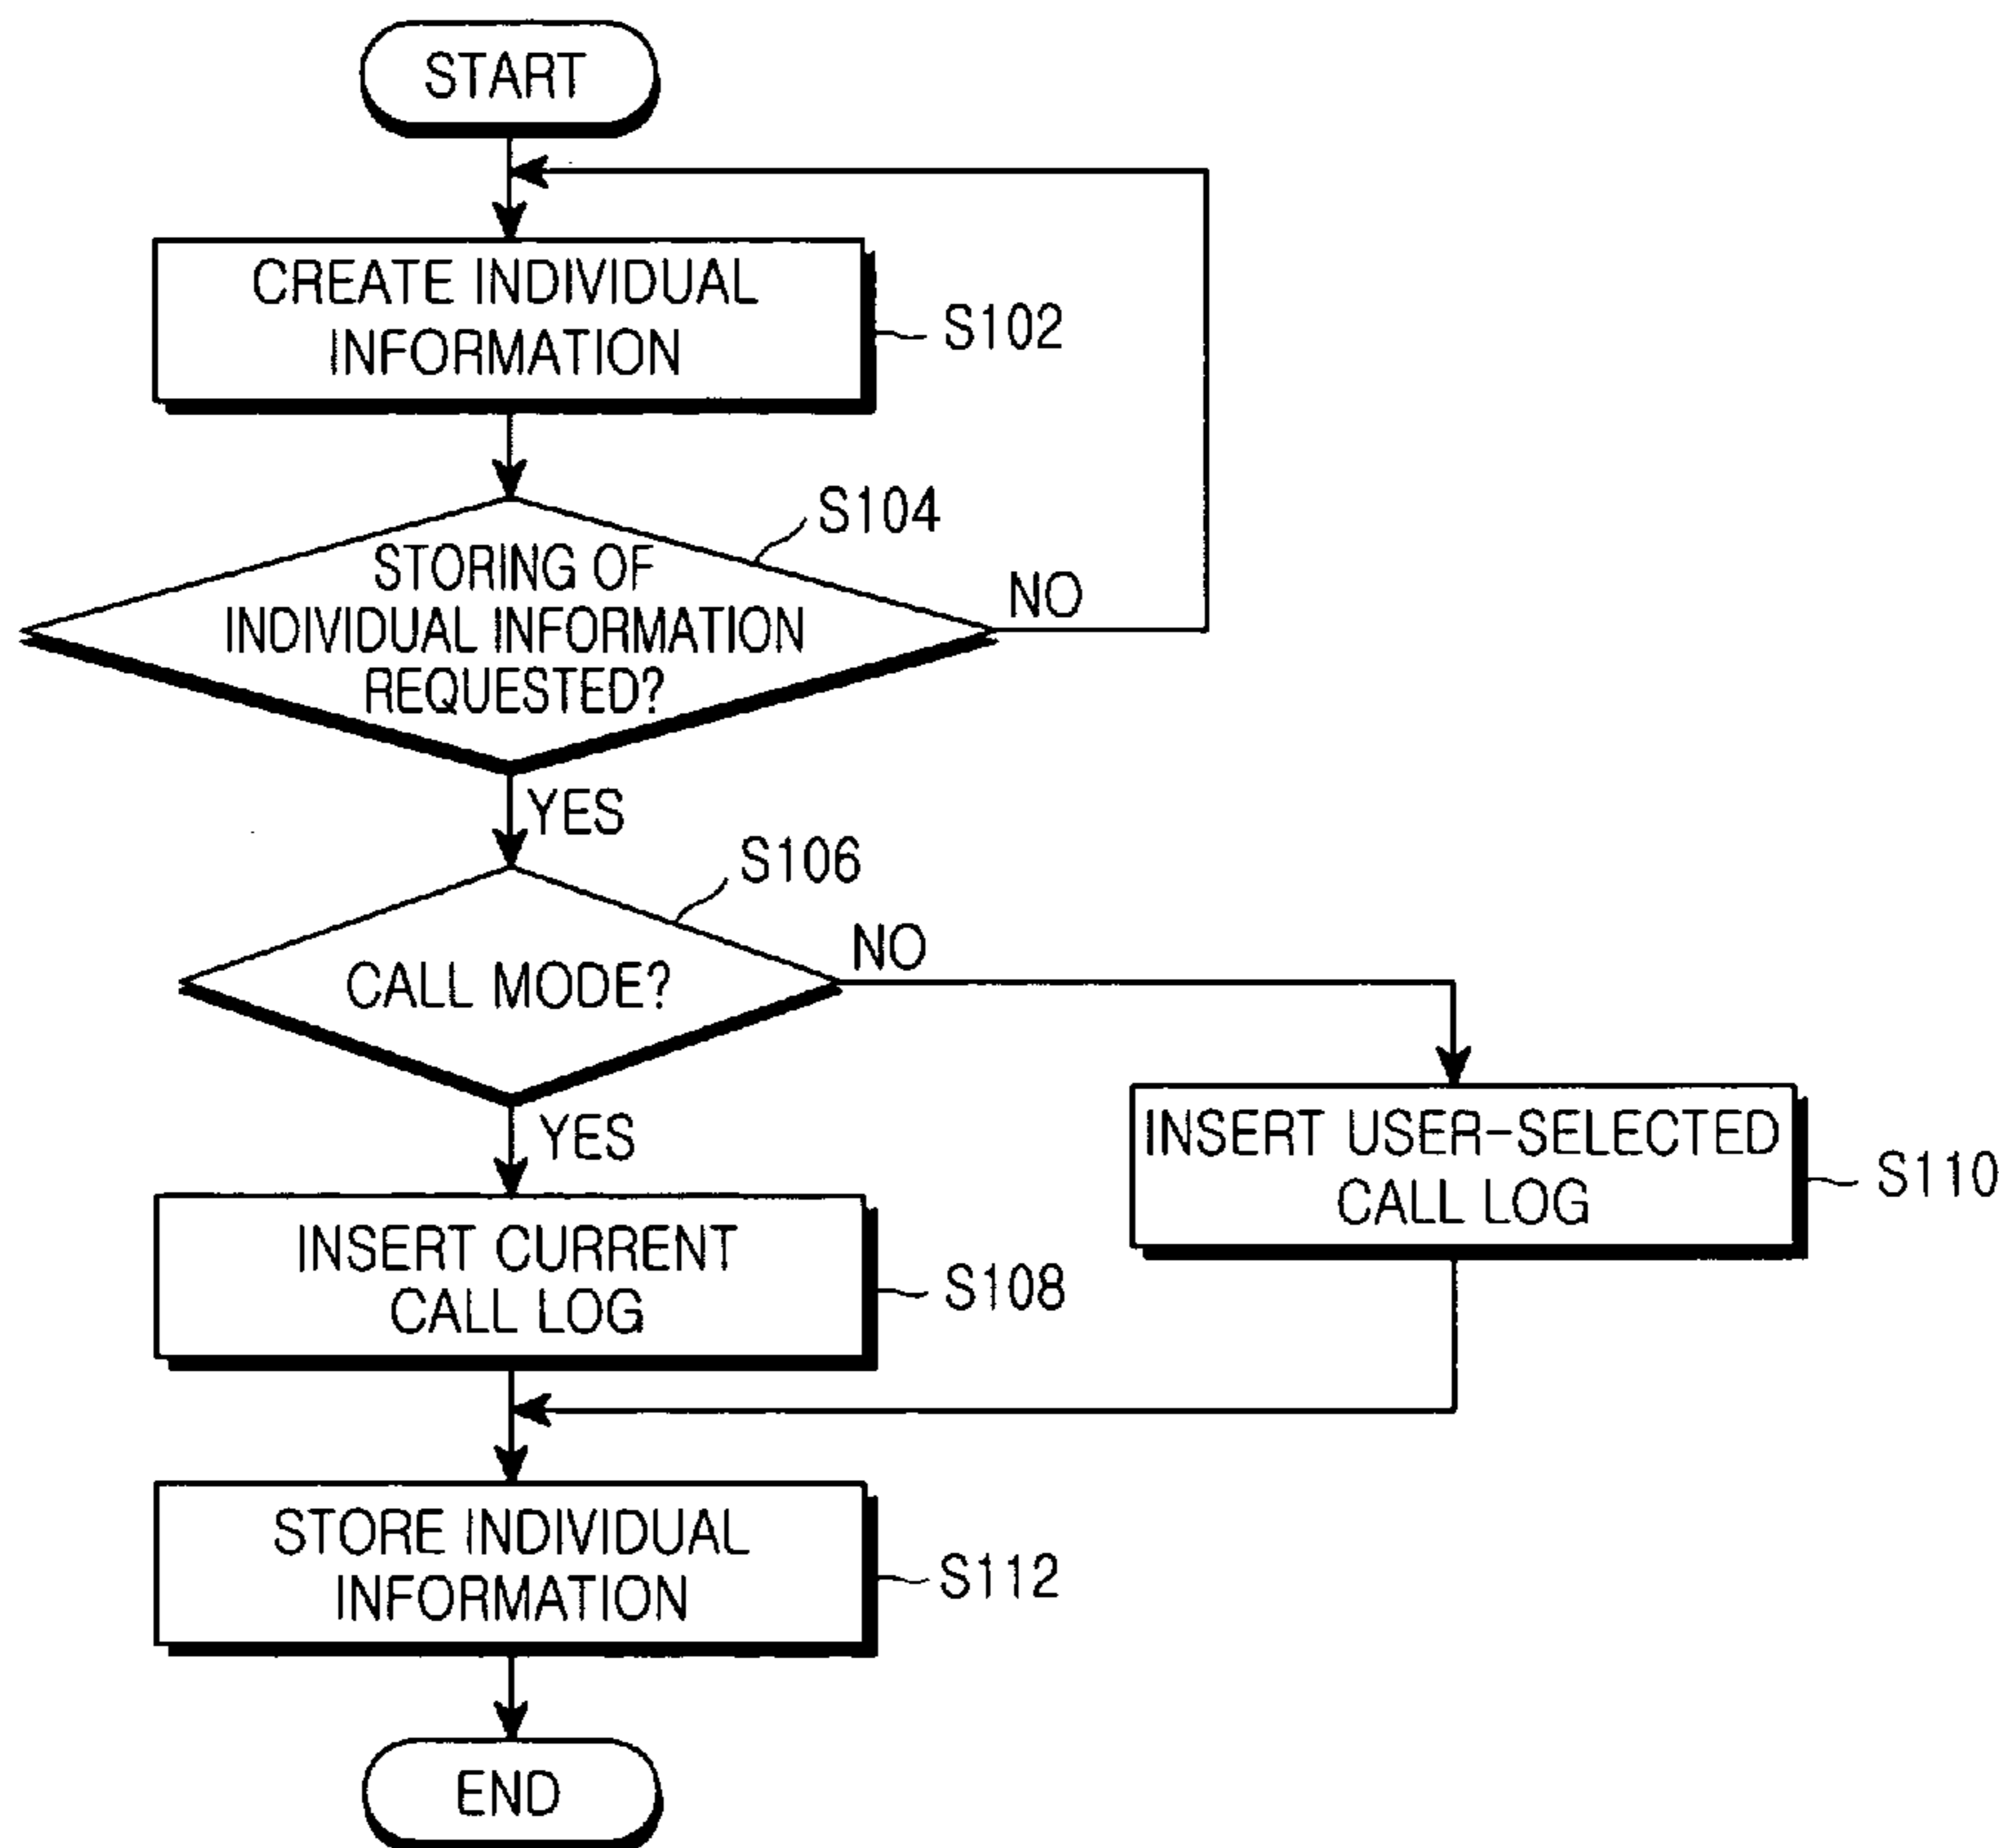 START
CREATE INDIVIDUAL
INFORMATION
S102
S104
STORING OF
INDIVIDUAL INFORMATION
REQUESTED?
NO
YES
S106
CALL MODE?
NO
YES
INSERT USER-SELECTED
CALL LOG
S110
INSERT CURRENT
CALL LOG
S108
STORE INDIVIDUAL
INFORMATION
S112
END